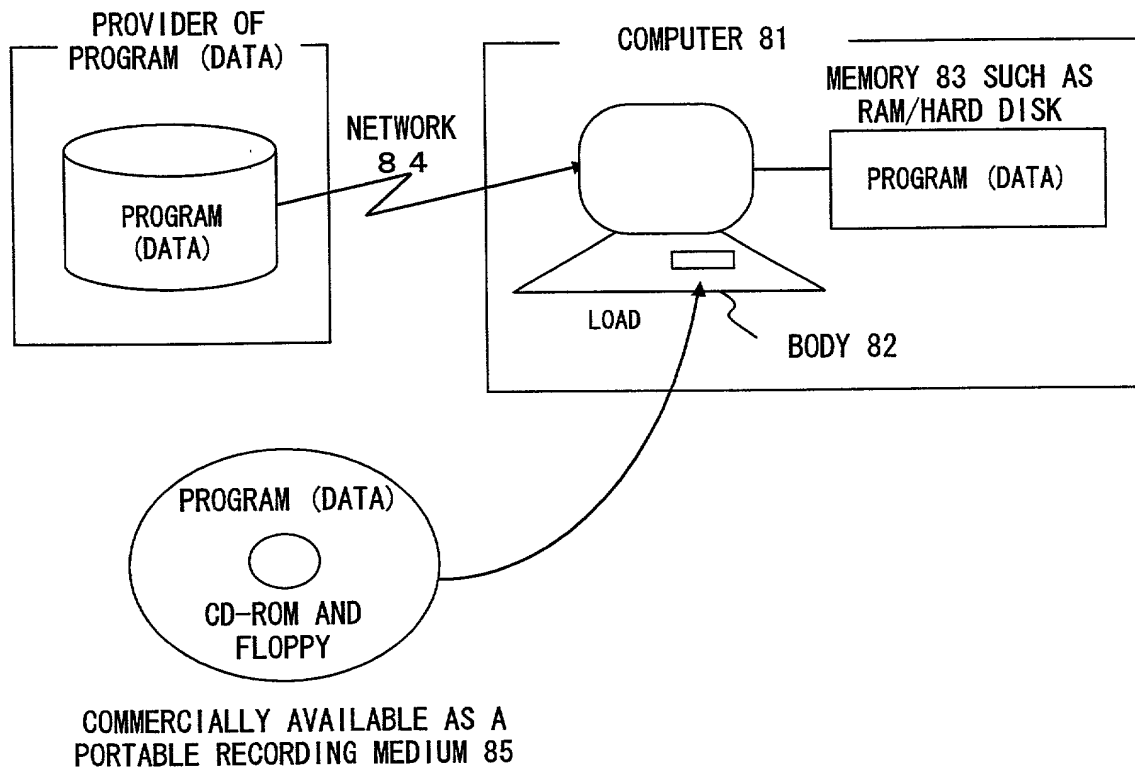 PROVIDER OF
PROGRAM (DATA)
PROGRAM
(DATA)
NETWORK
84
COMPUTER 81
MEMORY 83 SUCH AS
RAM/HARD DISK
PROGRAM (DATA)
LOAD
BODY 82
PROGRAM (DATA)
CD-ROM AND
FLOPPY
COMMERCIALLY AVAILABLE AS A
PORTABLE RECORDING MEDIUM 85